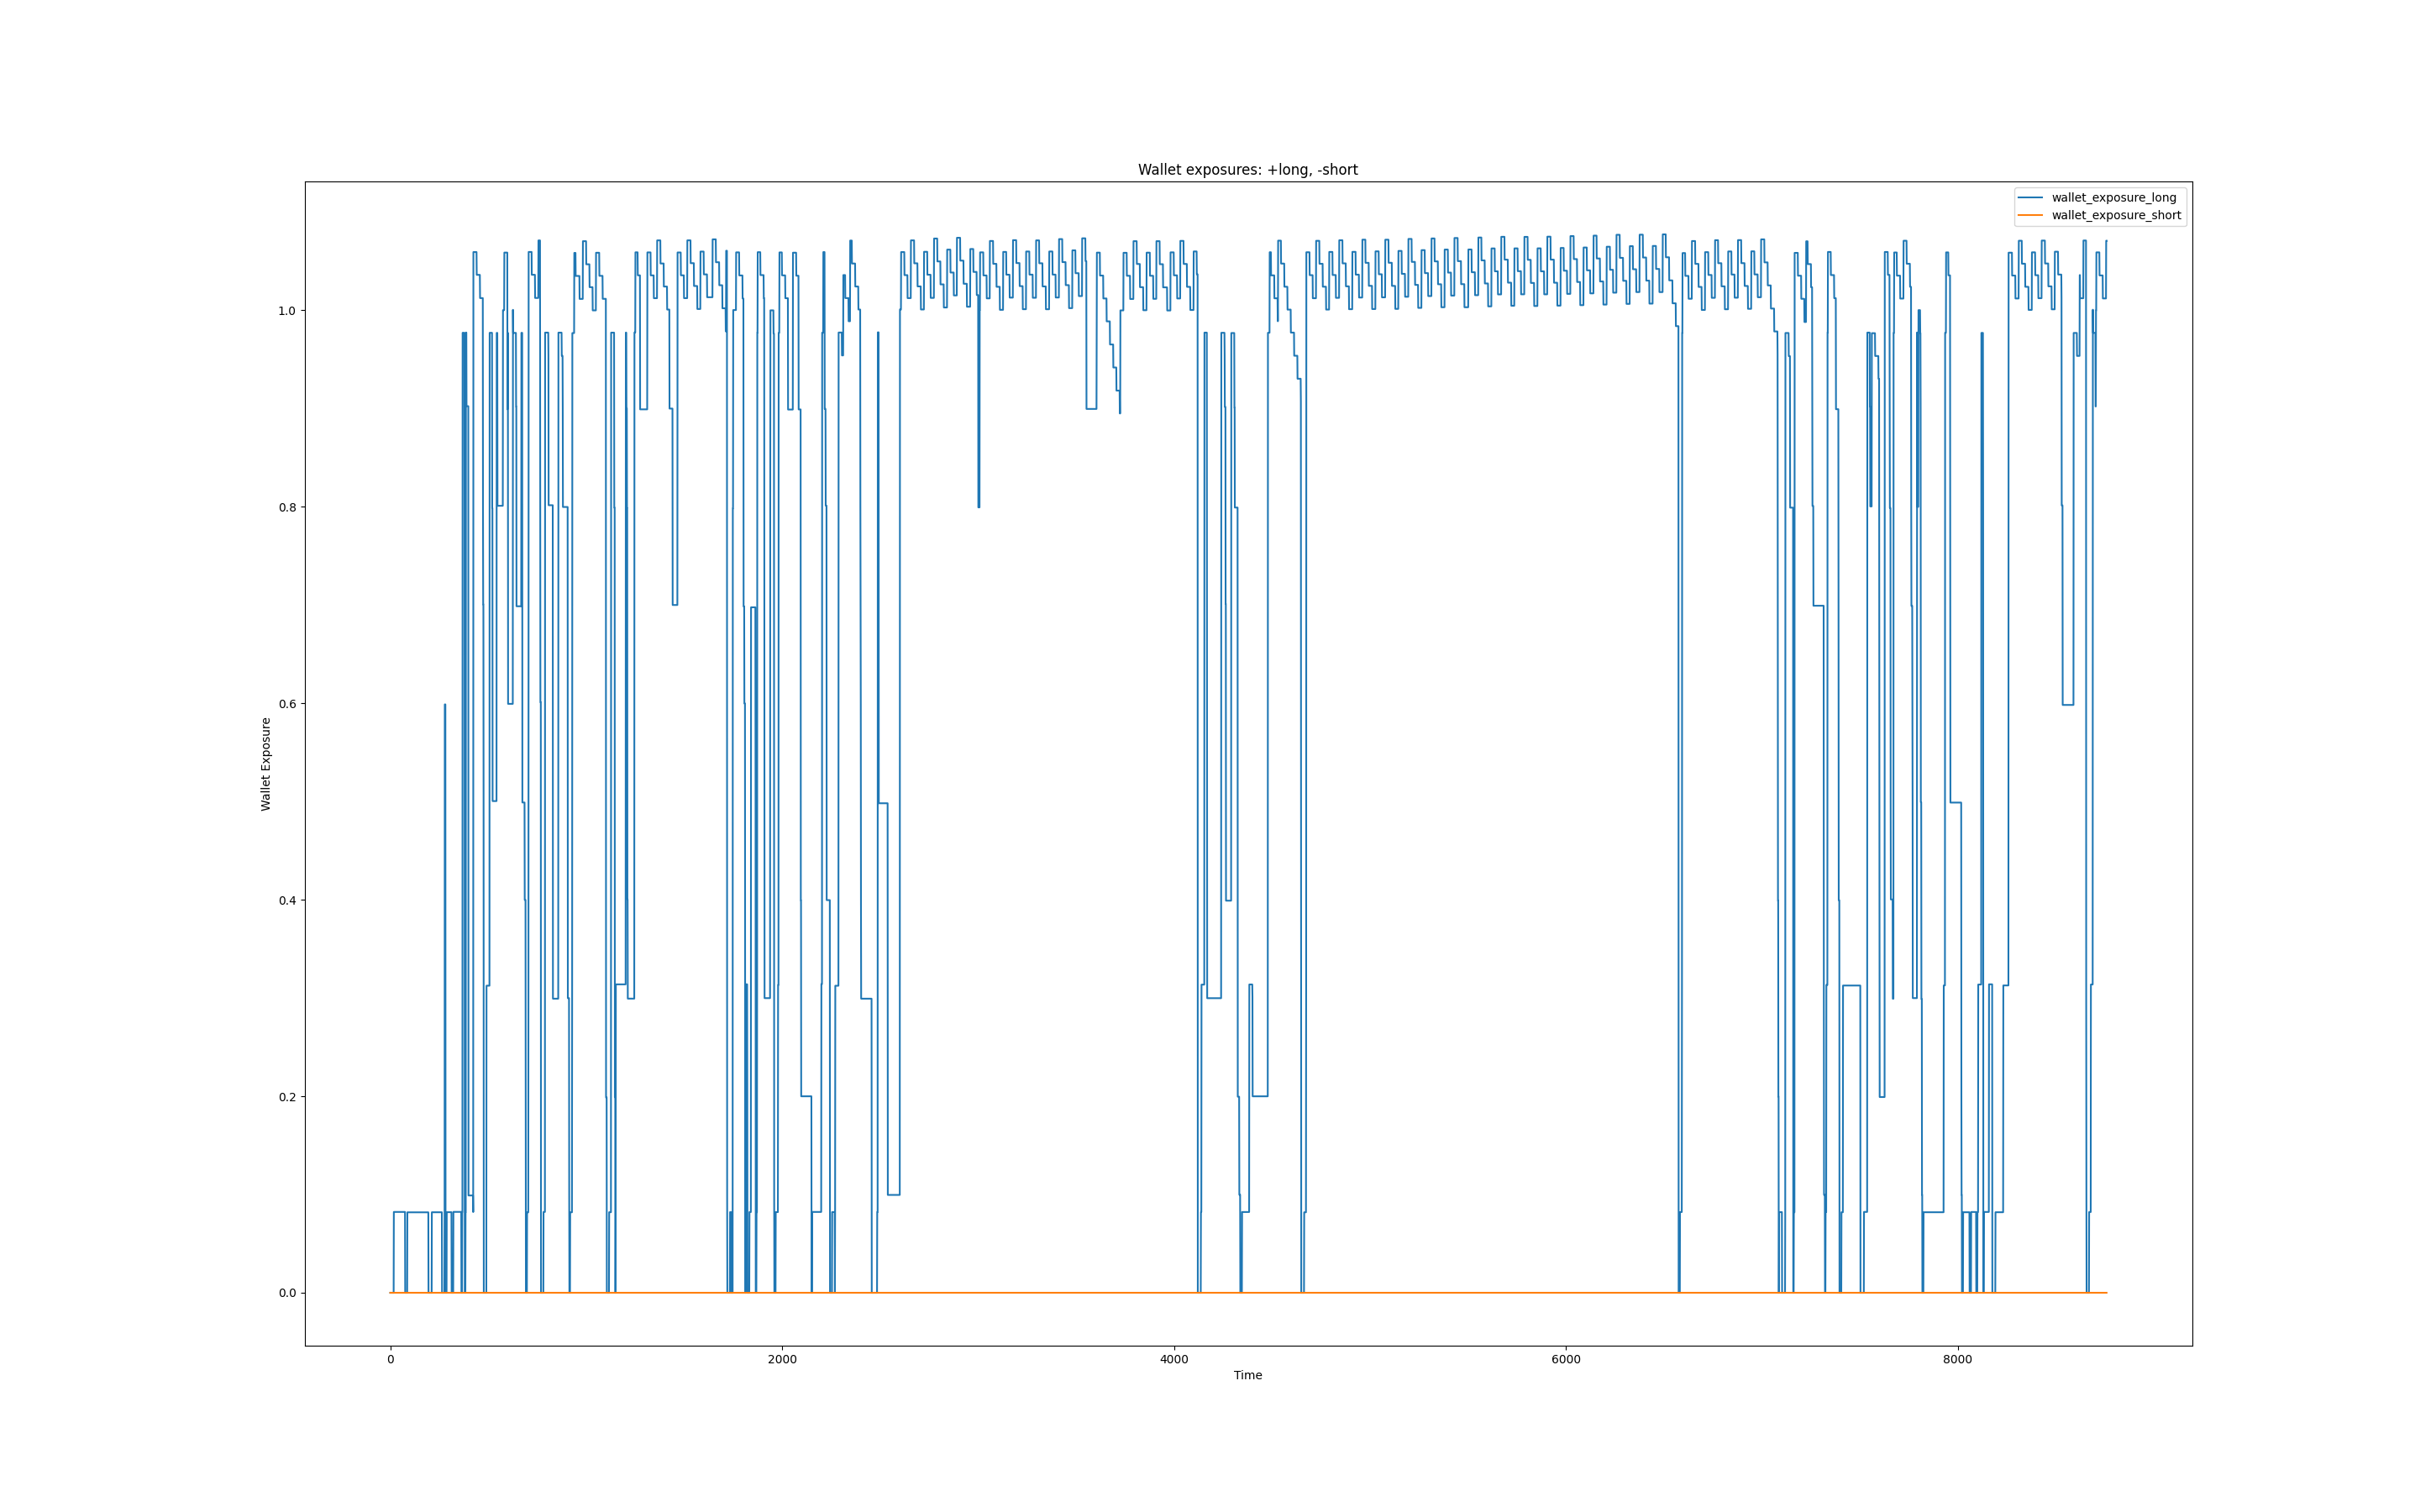 Wallet exposures: +long, -short
wallet_exposure_long
wallet_exposure_short
1.0
0.8
0.6
0.4
0.2
0.0
Wallet Exposure
0 2000 4000 6000 8000
Time